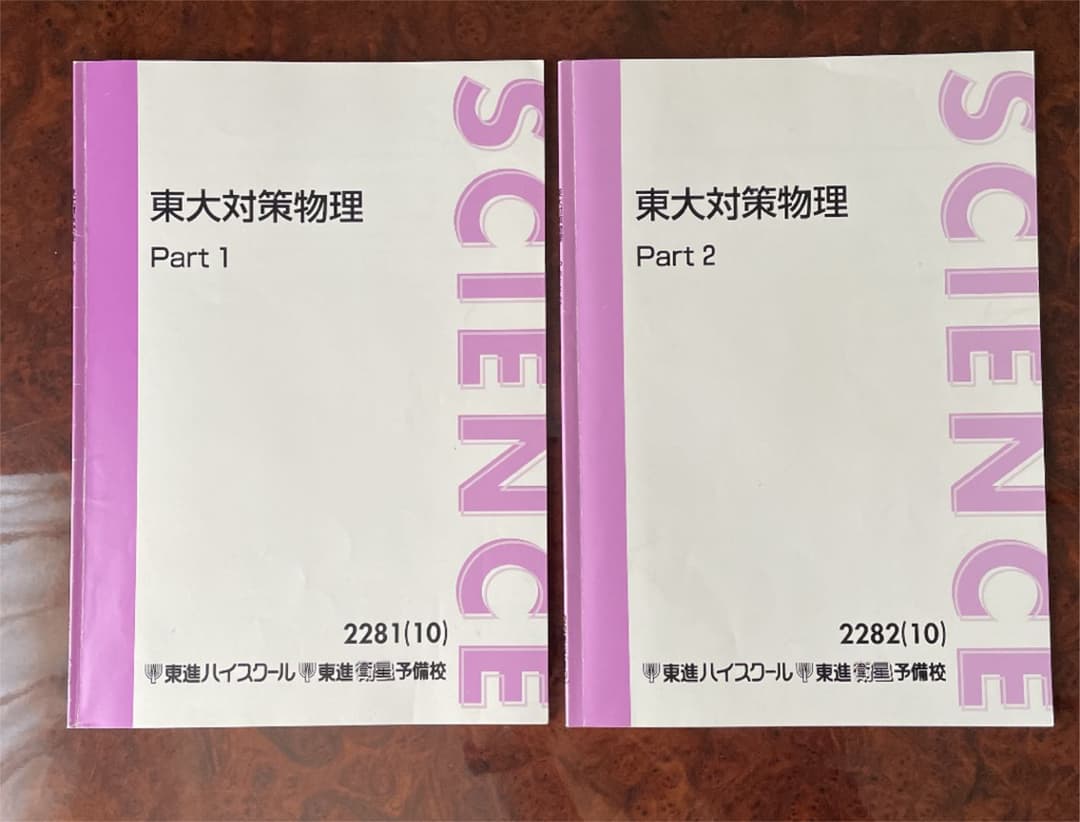 東大対策物理
Part 1
SCIENCE
2281(10)
東進ハイスクール 東進衛星予備校
東大対策物理
Part 2
SCIENCE
2282(10)
東進ハイスクール 東進衛星予備校